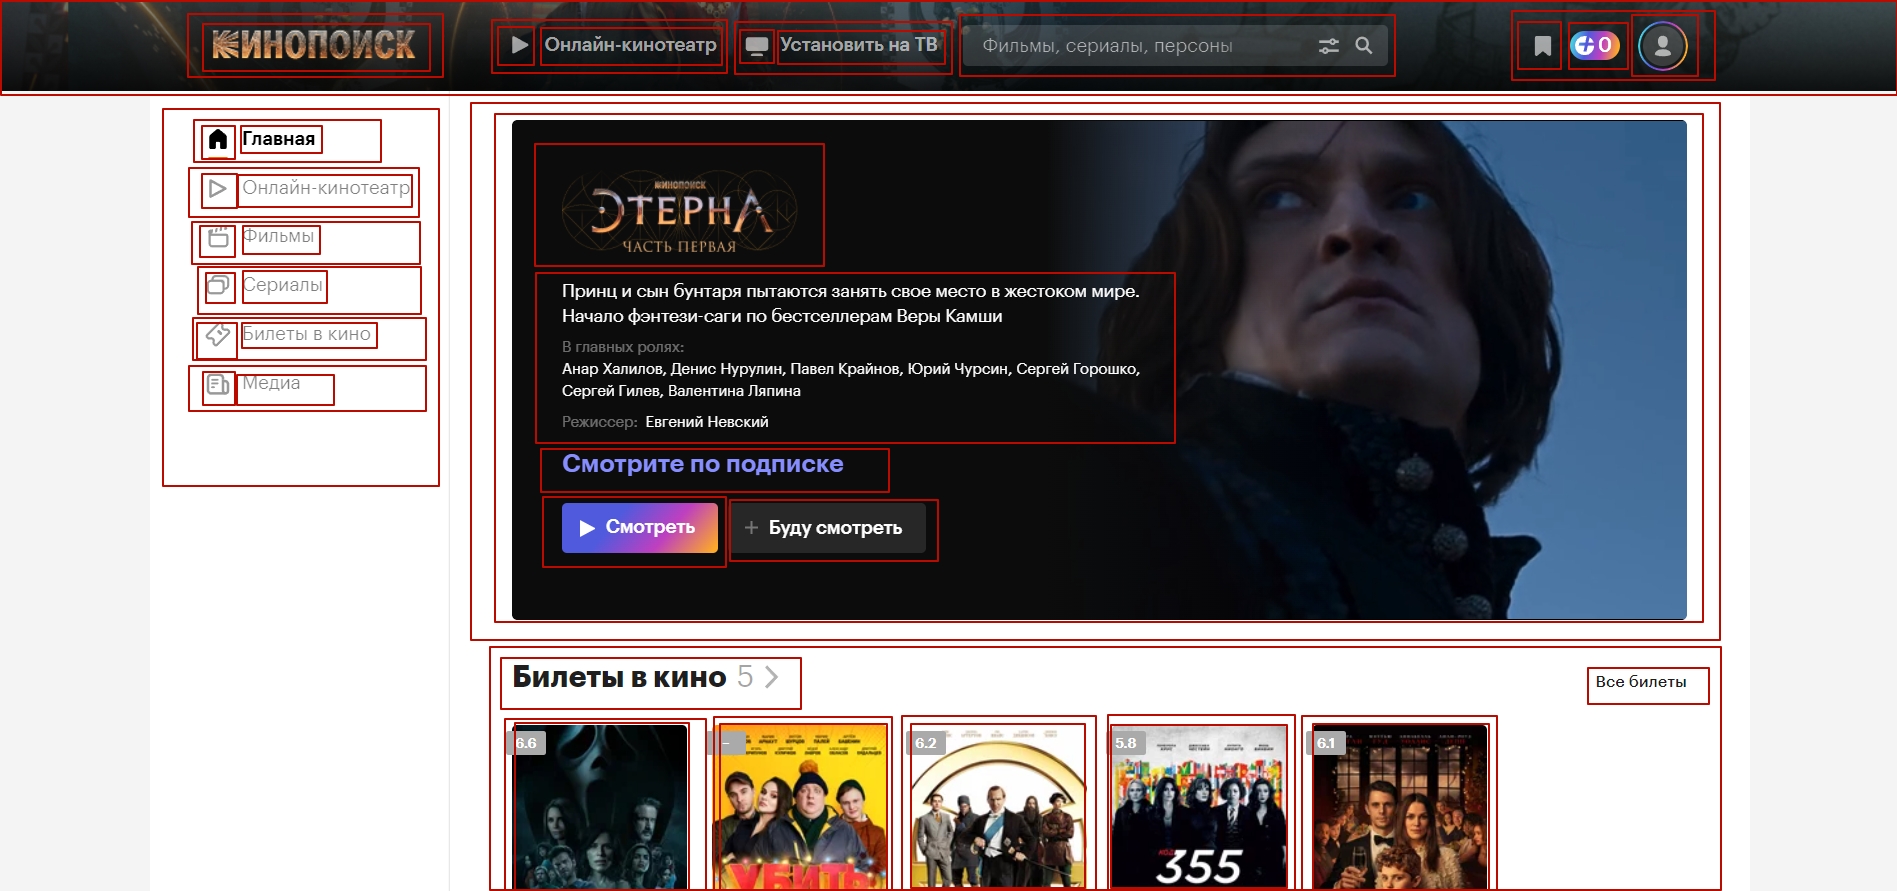 КИНОПОИСК
Онлайн-кинотеатр
Установить на ТВ
Фильмы, сериалы, персоны
0
Главная
Онлайн-кинотеатр
Фильмы
Сериалы
Билеты в кино
Медиа
КИНОПОИСК
ЭТЕРНА
ЧАСТЬ ПЕРВАЯ
Принц и сын бунтаря пытаются занять свое место в жестоком мире.
Начало фэнтези-саги по бестселлерам Веры Камши
В главных ролях:
Анар Халилов, Денис Нурулин, Павел Крайнов, Юрий Чурсин, Сергей Горошко,
Сергей Гилев, Валентина Ляпина
Режиссер: Евгений Невский
Смотрите по подписке
Смотреть
+ Буду смотреть
Билеты в кино 5
Все билеты
6.6
–
6.2
5.8
6.1
УБИТЬ
КОД
355